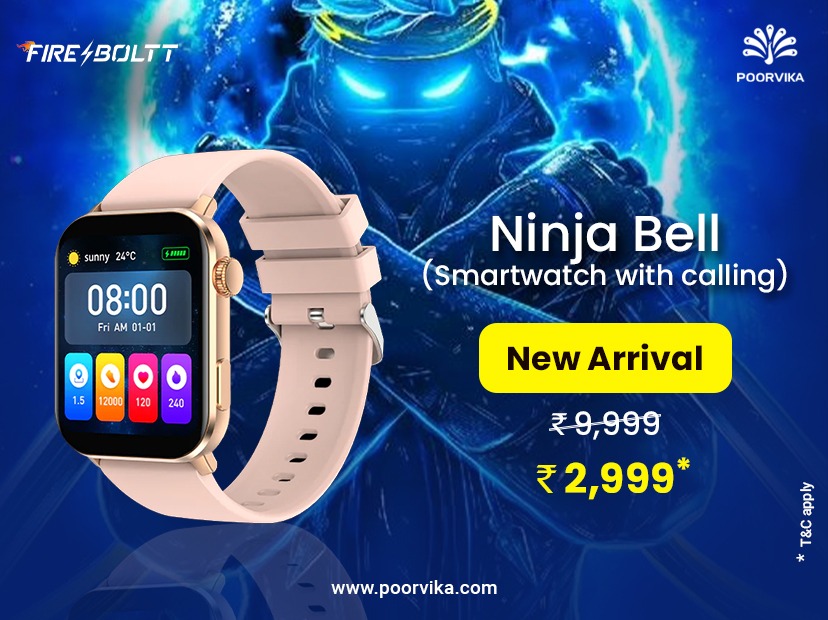 FIRE BOLTT
POORVIKA
sunny 24°C
08:00
Fri AM 01-01
1.5 12000 120 240
Ninja Bell
(Smartwatch with calling)
New Arrival
₹ 9,999
₹ 2,999*
* T&C apply
www.poorvika.com